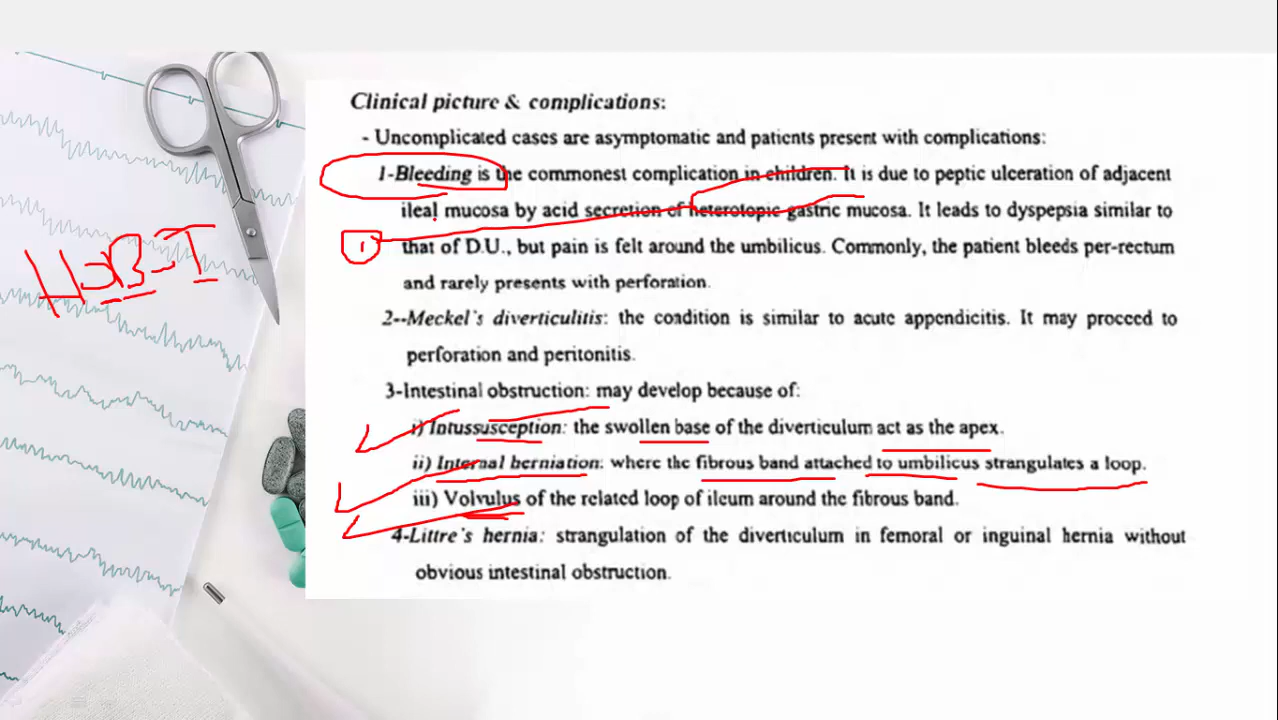 Clinical picture & complications:
- Uncomplicated cases are asymptomatic and patients present with complications:
1-Bleeding is the commonest complication in children. It is due to peptic ulceration of adjacent
ileal mucosa by acid secretion of heterotopic gastric mucosa. It leads to dyspepsia similar to
1 that of D.U., but pain is felt around the umbilicus. Commonly, the patient bleeds per-rectum
and rarely presents with perforation.
2--Meckel's diverticulitis: the condition is similar to acute appendicitis. It may proceed to
perforation and peritonitis.
3-Intestinal obstruction: may develop because of:
i) Intussusception: the swollen base of the diverticulum act as the apex.
ii) Internal herniation: where the fibrous band attached to umbilicus strangulates a loop.
iii) Volvulus of the related loop of ileum around the fibrous band.
4-Littre's hernia: strangulation of the diverticulum in femoral or inguinal hernia without
obvious intestinal obstruction.